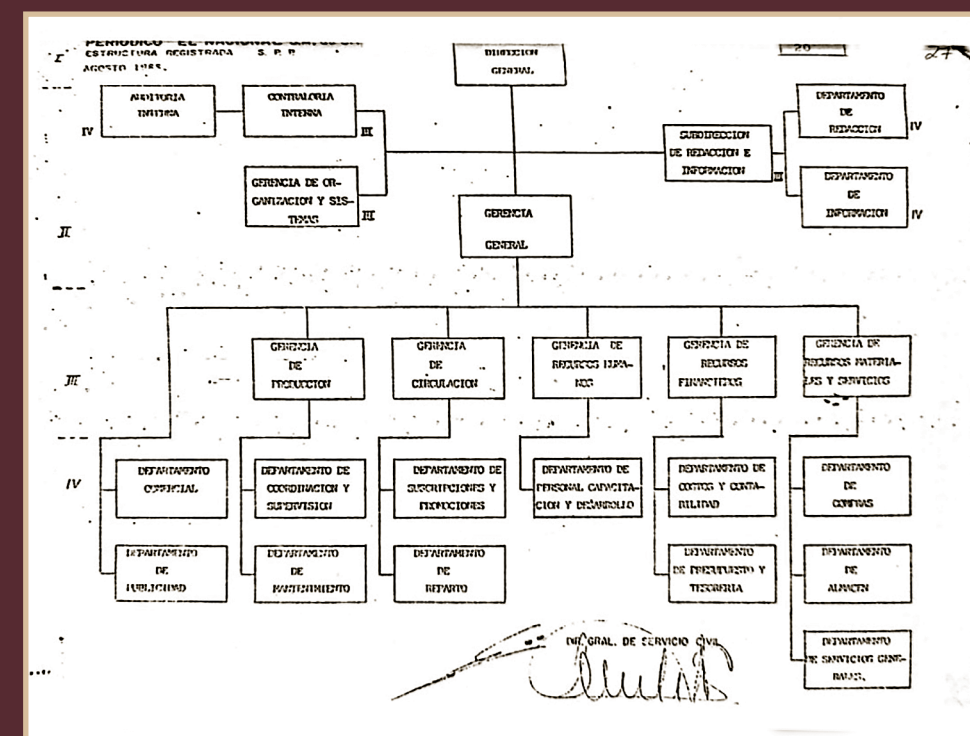 PERIODICO EL NACIONAL
ESTRUCTURA REGISTRADA S. P. P.
AGOSTO 1985.
I
20
27
DIRECCION
GENERAL
AUDITORIA
INTERNA
IV
CONTRALORIA
INTERNA
III
GERENCIA DE OR-
GANIZACION Y SIS-
TEMAS
III
SUBDIRECCION
DE REDACCION E
INFORMACION
III
DEPARTAMENTO
DE
REDACCION
IV
DEPARTAMENTO
DE
INFORMACION
IV
II
GERENCIA
GENERAL
III
GERENCIA
DE
PRODUCCION
GERENCIA
DE
CIRCULACION
GERENCIA DE
RECURSOS HUMA-
NOS
GERENCIA DE
RECURSOS
FINANCIEROS
GERENCIA DE
RECURSOS MATERIA-
LES Y SERVICIOS
IV
DEPARTAMENTO
COMERCIAL
DEPARTAMENTO DE
COORDINACION Y
SUPERVISION
DEPARTAMENTO DE
SUSCRIPCIONES Y
PROMOCIONES
DEPARTAMENTO DE
PERSONAL CAPACITA-
CION Y DESARROLLO
DEPARTAMENTO DE
COSTOS Y CONTA-
BILIDAD
DEPARTAMENTO
DE
COMPRAS
DEPARTAMENTO
DE
PUBLICIDAD
DEPARTAMENTO
DE
MANTENIMIENTO
DEPARTAMENTO
DE
REPARTO
DEPARTAMENTO
DE PRESUPUESTO Y
TESORERIA
DEPARTAMENTO
DE
ALMACEN
DEPARTAMENTO
DE SERVICIOS GENE-
RALES.
DIR. GRAL. DE SERVICIO CIVIL